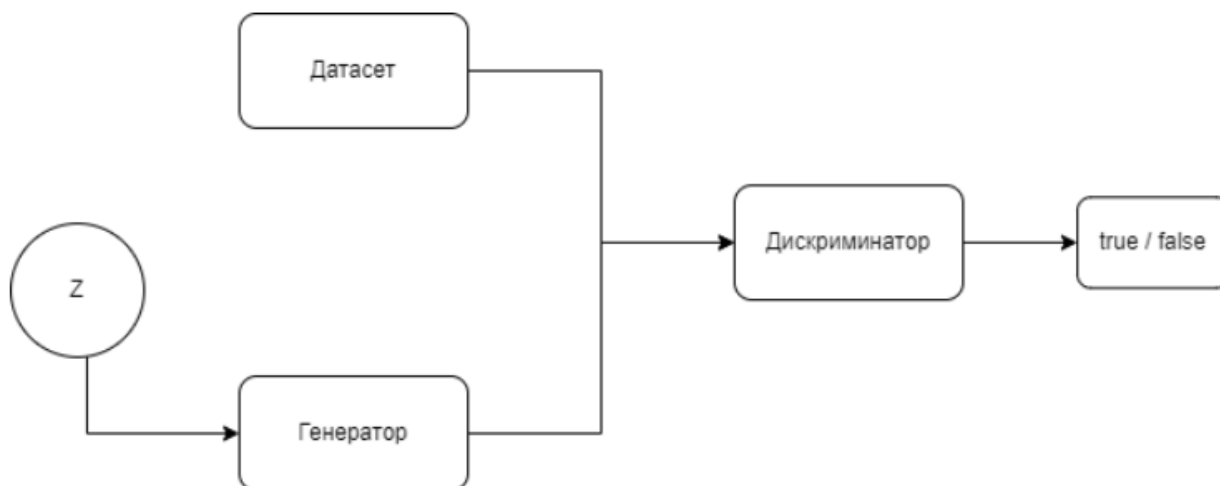 Датасет
Z
Дискриминатор
true / false
Генератор